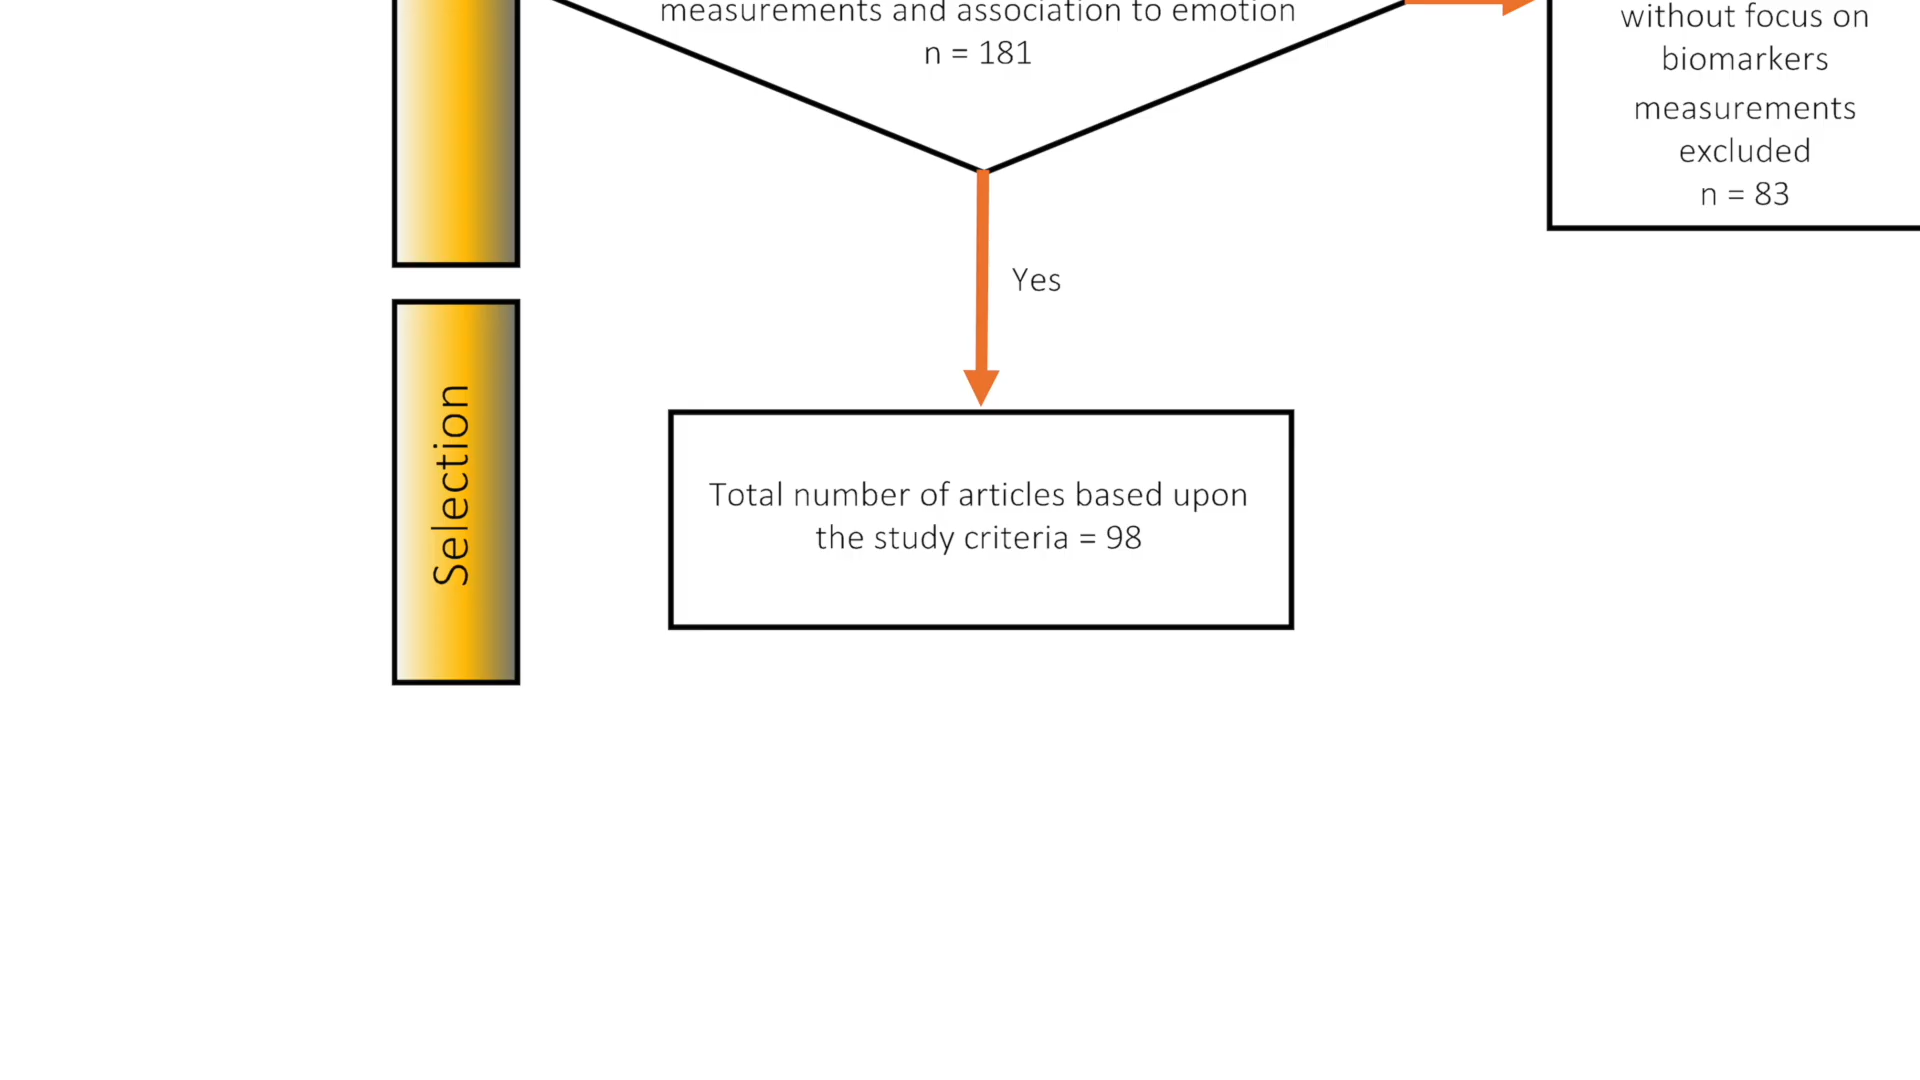 measurements and association to emotion
n = 181
without focus on
biomarkers
measurements
excluded
n = 83
Yes
Selection
Total number of articles based upon
the study criteria = 98